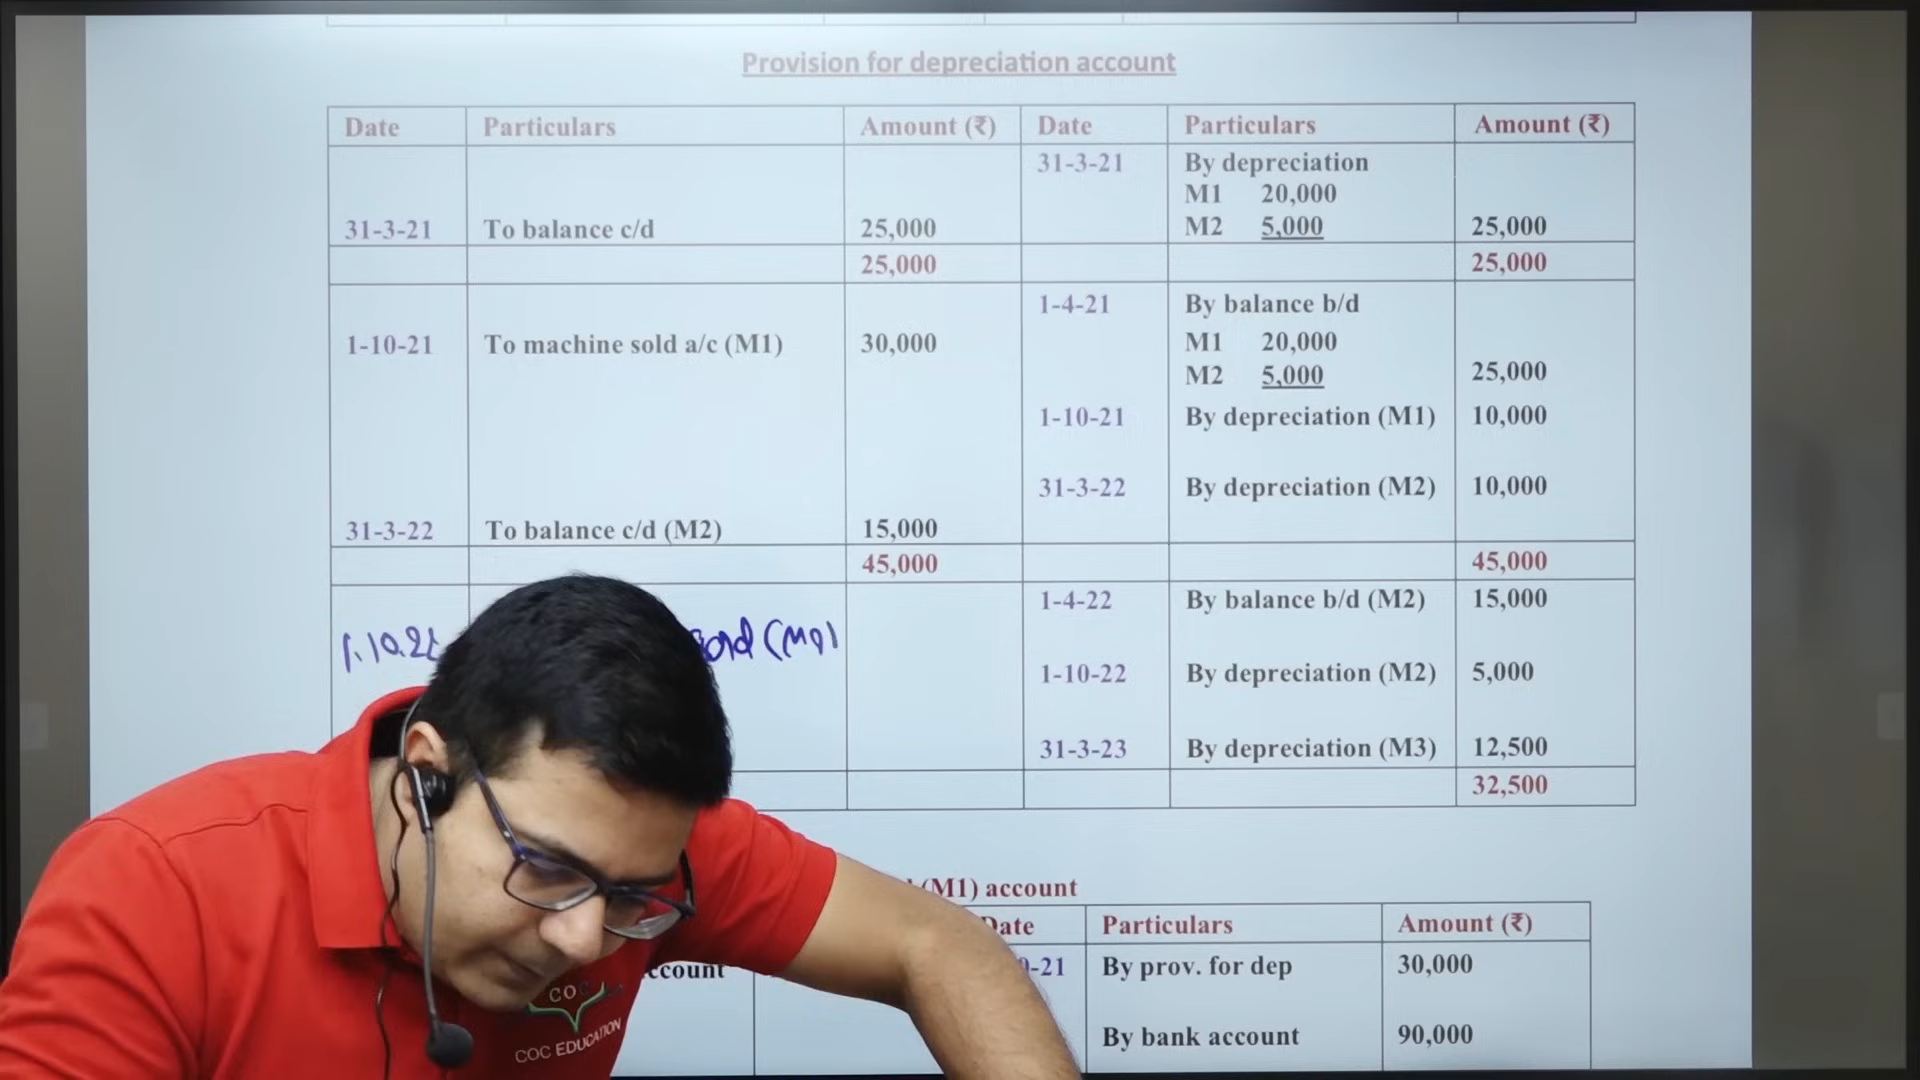 Provision for depreciation account
Date Particulars Amount (₹) Date Particulars Amount (₹)
31-3-21 By depreciation
M1 20,000
31-3-21 To balance c/d 25,000 M2 5,000 25,000
25,000 25,000
1-4-21 By balance b/d
1-10-21 To machine sold a/c (M1) 30,000 M1 20,000
M2 5,000 25,000
1-10-21 By depreciation (M1) 10,000
31-3-22 By depreciation (M2) 10,000
31-3-22 To balance c/d (M2) 15,000
45,000 45,000
1-4-22 By balance b/d (M2) 15,000
1-10-22 By depreciation (M2) 5,000
31-3-23 By depreciation (M3) 12,500
32,500
(M1) account
Date Particulars Amount (₹)
-21 By prov. for dep 30,000
By bank account 90,000
COC EDUCATION